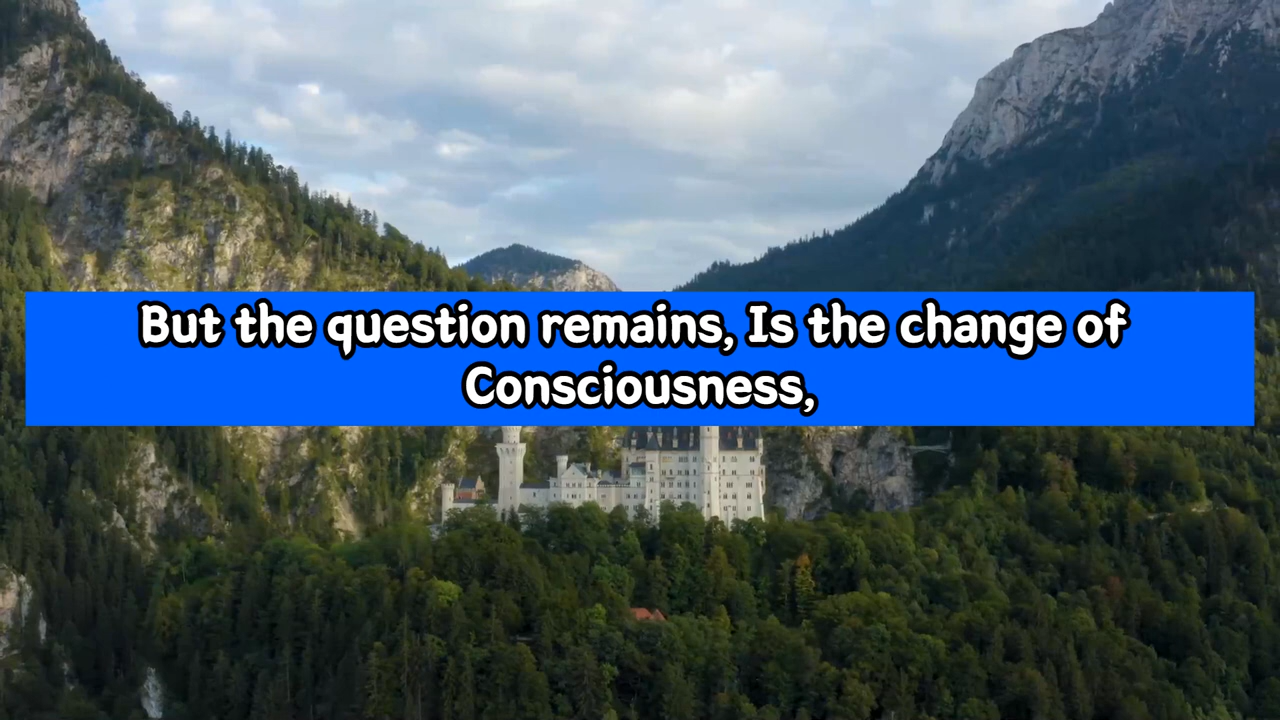 But the question remains, Is the change of
Consciousness,